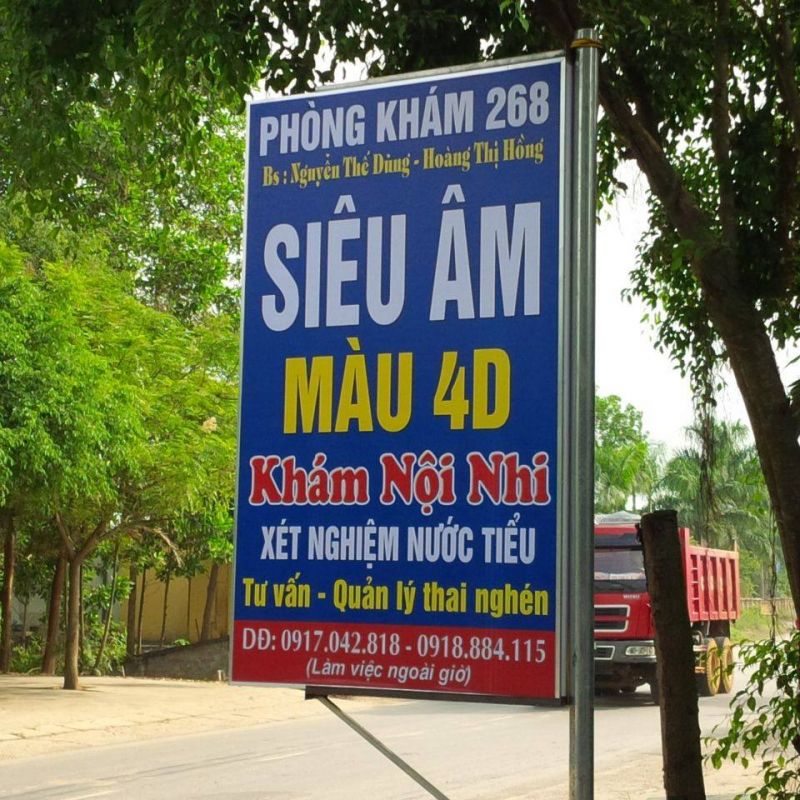 PHÒNG KHÁM 268
Bs : Nguyễn Thế Dũng - Hoàng Thị Hồng
SIÊU ÂM
MÀU 4D
Khám Nội Nhi
XÉT NGHIỆM NƯỚC TIỂU
Tư vấn - Quản lý thai nghén
DĐ: 0917.042.818 - 0918.884.115
(Làm việc ngoài giờ)